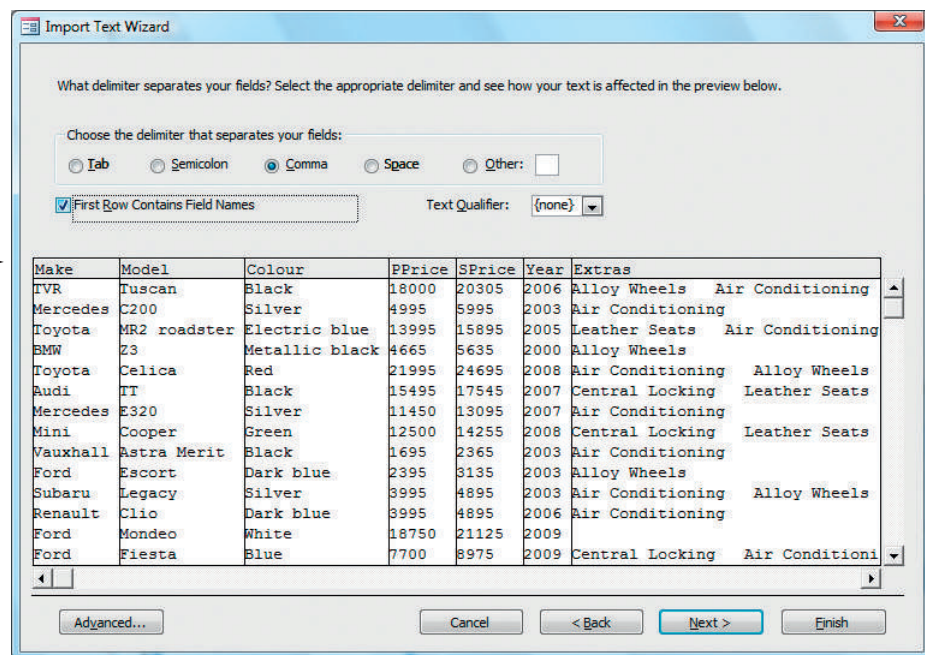 Import Text Wizard
What delimiter separates your fields? Select the appropriate delimiter and see how your text is affected in the preview below.
Choose the delimiter that separates your fields:
Tab Semicolon Comma Space Other:
First Row Contains Field Names Text Qualifier: {none}
Make Model Colour PPrice SPrice Year Extras
TVR Tuscan Black 18000 20305 2006 Alloy Wheels Air Conditioning
Mercedes C200 Silver 4995 5995 2003 Air Conditioning
Toyota MR2 roadster Electric blue 13995 15895 2005 Leather Seats Air Conditioning
BMW Z3 Metallic black 4665 5635 2000 Alloy Wheels
Toyota Celica Red 21995 24695 2008 Air Conditioning Alloy Wheels
Audi TT Black 15495 17545 2007 Central Locking Leather Seats
Mercedes E320 Silver 11450 13095 2007 Air Conditioning
Mini Cooper Green 12500 14255 2008 Central Locking Leather Seats
Vauxhall Astra Merit Black 1695 2365 2003 Air Conditioning
Ford Escort Dark blue 2395 3135 2003 Alloy Wheels
Subaru Legacy Silver 3995 4895 2003 Air Conditioning Alloy Wheels
Renault Clio Dark blue 3995 4895 2006 Air Conditioning
Ford Mondeo White 18750 21125 2009
Ford Fiesta Blue 7700 8975 2009 Central Locking Air Conditioni
Advanced... Cancel < Back Next > Finish